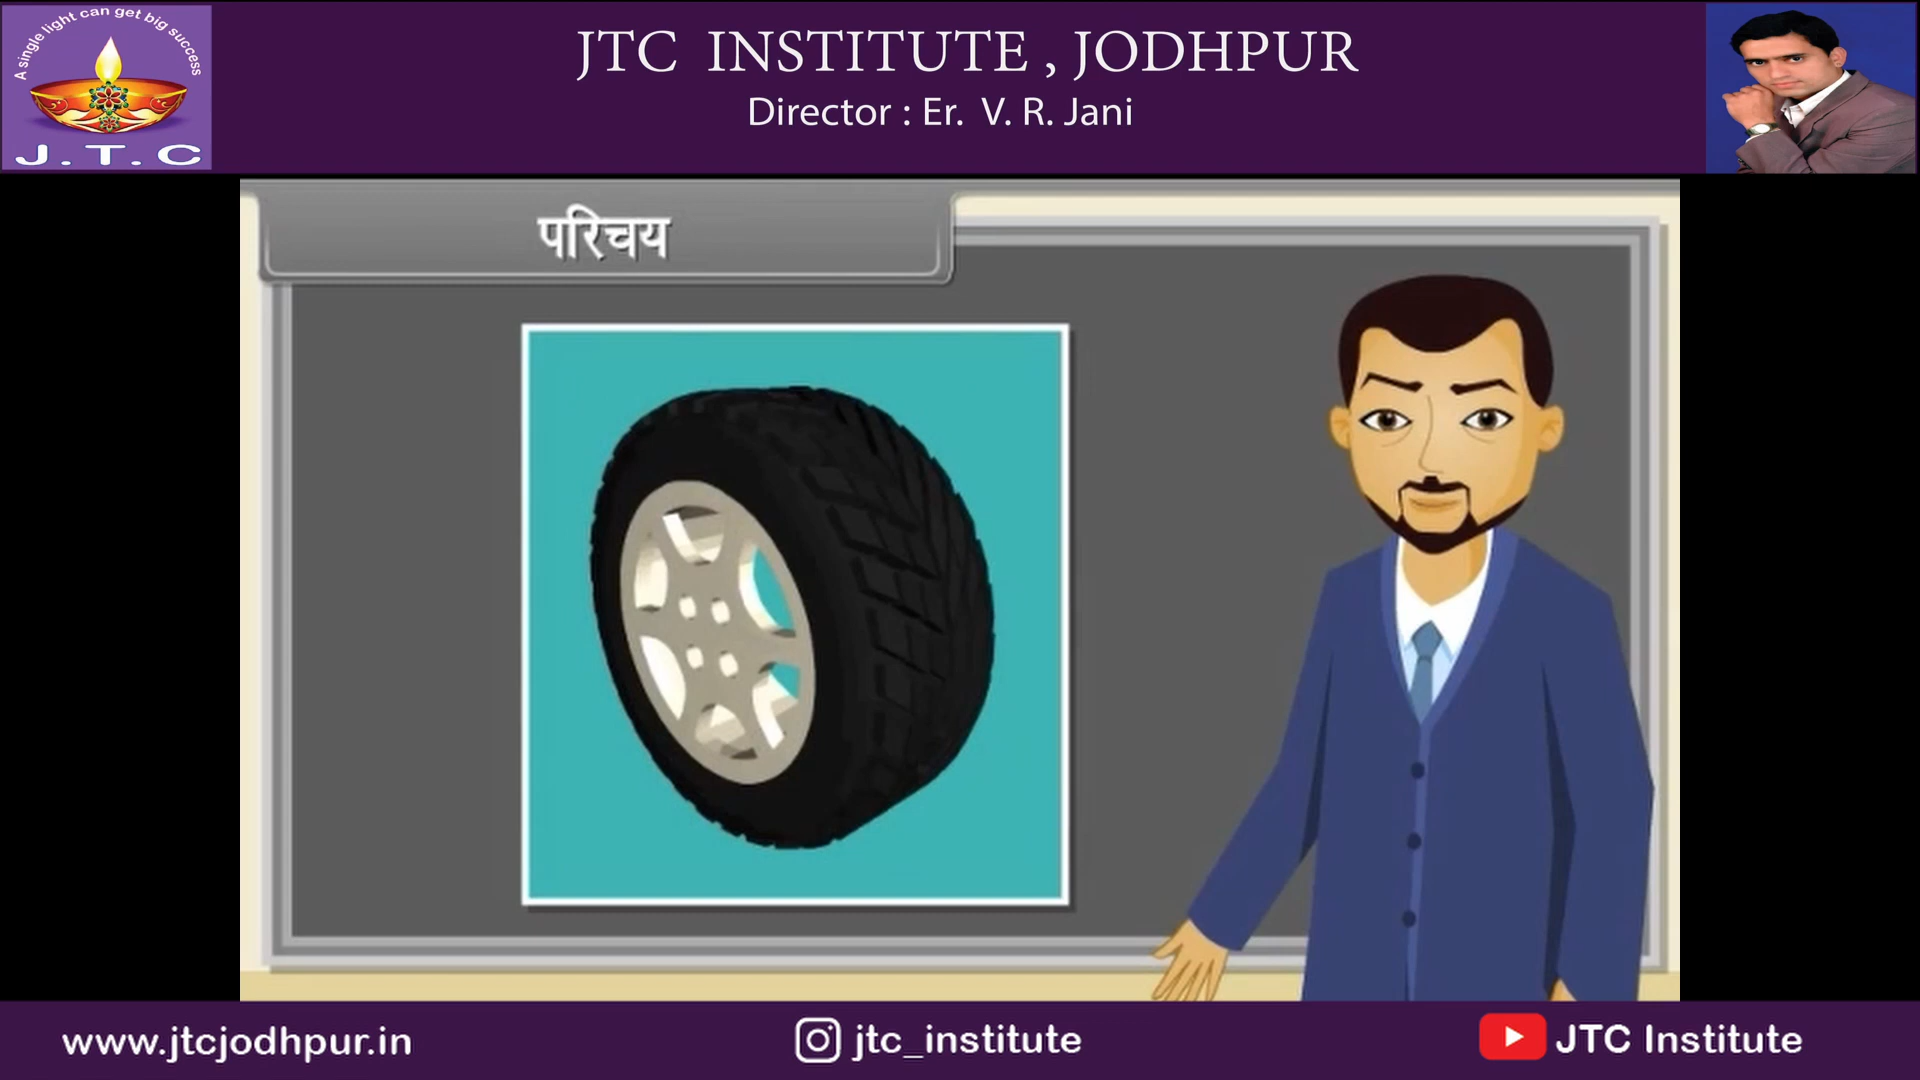 A single light can get big success
J.T.C
JTC INSTITUTE , JODHPUR
Director : Er. V. R. Jani
परिचय
www.jtcjodhpur.in
jtc_institute
JTC Institute